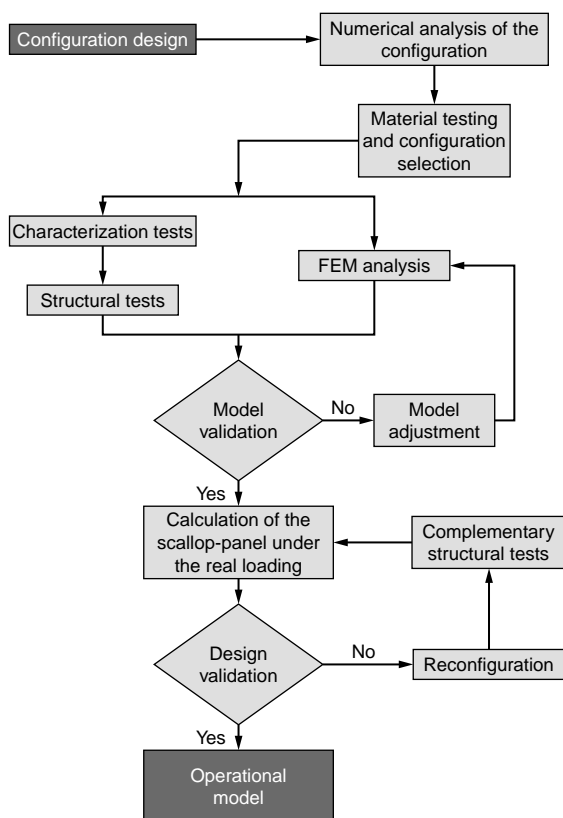 Configuration design
Numerical analysis of the
configuration
Material testing
and configuration
selection
Characterization tests
FEM analysis
Structural tests
Model
validation
No
Model
adjustment
Yes
Calculation of the
scallop-panel under
the real loading
Complementary
structural tests
Design
validation
No
Reconfiguration
Yes
Operational
model